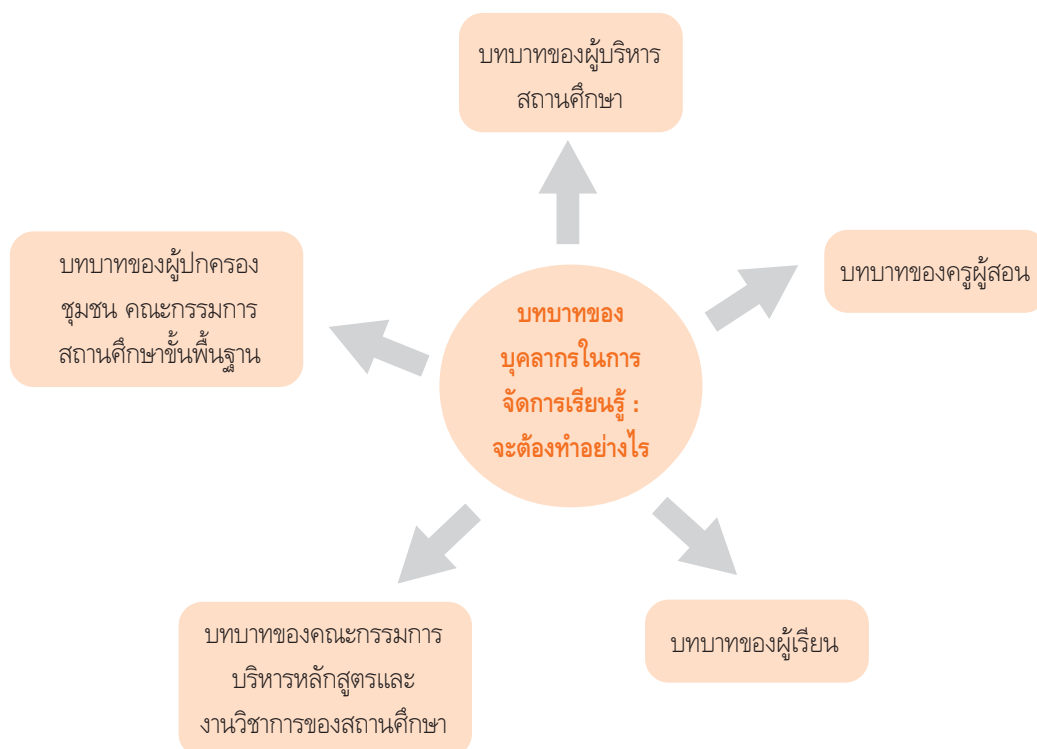 บทบาทของผู้บริหาร
สถานศึกษา
บทบาทของผู้ปกครอง
ชุมชน คณะกรรมการ
สถานศึกษาขั้นพื้นฐาน
บทบาทของครูผู้สอน
บทบาทของ
บุคลากรในการ
จัดการเรียนรู้ :
จะต้องทำอย่างไร
บทบาทของคณะกรรมการ
บริหารหลักสูตรและ
งานวิชาการของสถานศึกษา
บทบาทของผู้เรียน